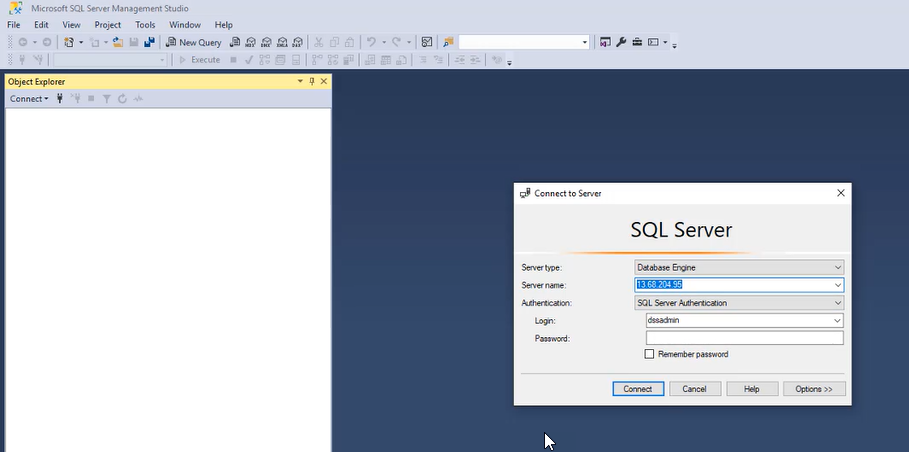 Microsoft SQL Server Management Studio
File Edit View Project Tools Window Help
New Query
Execute
Object Explorer
Connect
Connect to Server
SQL Server
Server type: Database Engine
Server name: 13.68.204.95
Authentication: SQL Server Authentication
Login: dssadmin
Password:
Remember password
Connect Cancel Help Options >>